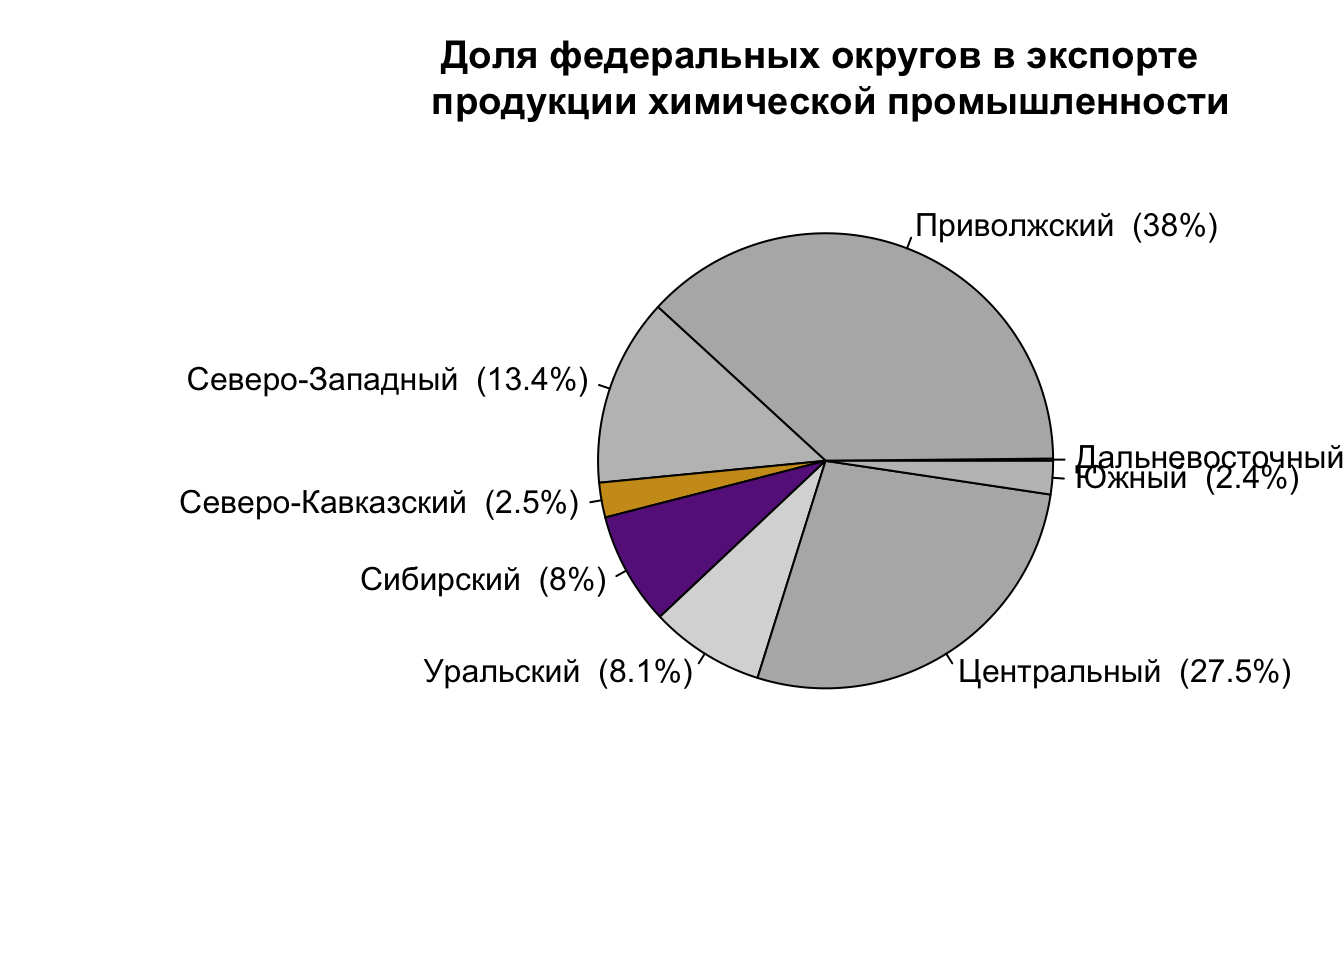 Доля федеральных округов в экспорте
продукции химической промышленности
Приволжский (38%)
Северо-Западный (13.4%)
Дальневосточный
Южный (2.4%)
Северо-Кавказский (2.5%)
Сибирский (8%)
Уральский (8.1%)
Центральный (27.5%)